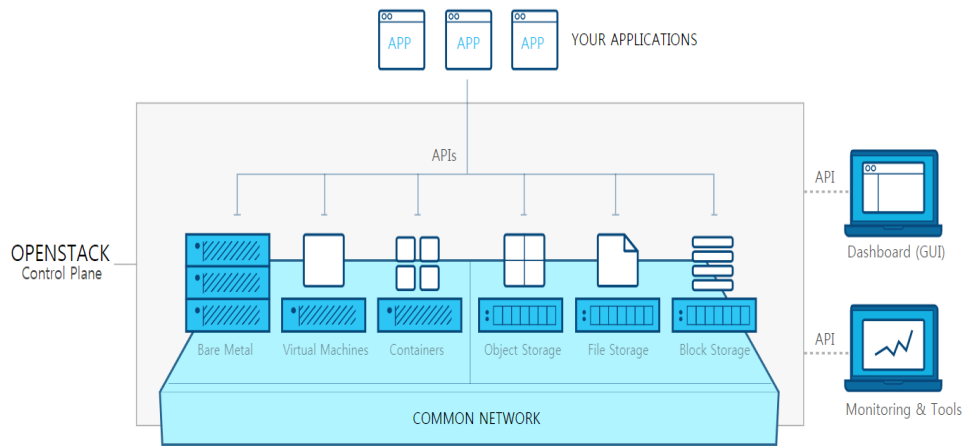 APP APP APP YOUR APPLICATIONS
APIs
API
OPENSTACK
Control Plane
Dashboard (GUI)
API
Bare Metal Virtual Machines Containers Object Storage File Storage Block Storage
Monitoring & Tools
COMMON NETWORK